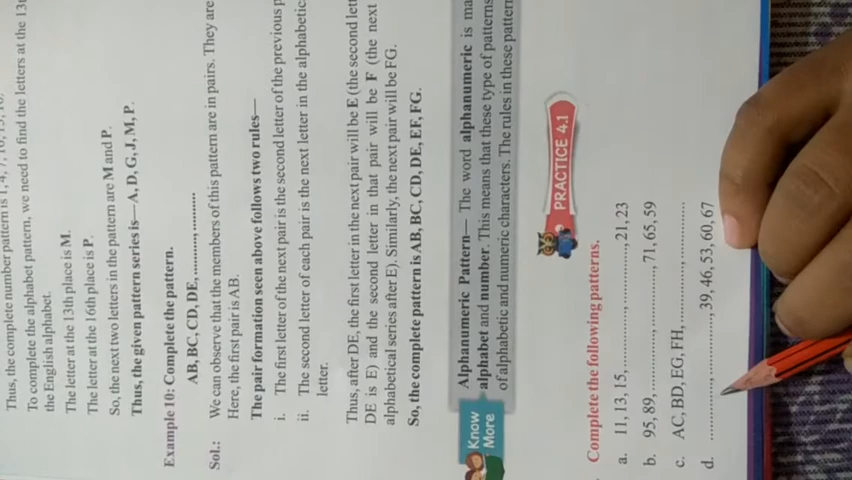 Thus, the complete number pattern is 1, 4, 7, 10, 13, 16.
To complete the alphabet pattern, we need to find the letters at the 13t
the English alphabet.
The letter at the 13th place is M.
The letter at the 16th place is P.
So, the next two letters in the pattern are M and P.
Thus, the given pattern series is— A, D, G, J, M, P.
Example 10: Complete the pattern.
AB, BC, CD, DE, ..........., ...........
Sol.: We can observe that the members of this pattern are in pairs. They are
Here, the first pair is AB.
The pair formation seen above follows two rules—
i. The first letter of the next pair is the second letter of the previous p
ii. The second letter of each pair is the next letter in the alphabetic
letter.
Thus, after DE, the first letter in the next pair will be E (the second lett
DE is E) and the second letter in that pair will be F (the next
alphabetical series after E). Similarly, the next pair will be FG.
So, the complete pattern is AB, BC, CD, DE, EF, FG.
Know More
Alphanumeric Pattern— The word alphanumeric is ma
alphabet and number. This means that these type of patterns
of alphabetic and numeric characters. The rules in these pattern
PRACTICE 4.1
Complete the following patterns.
a. 11, 13, 15, ..........., ..........., 21, 23
b. 95, 89, ..........., ..........., 71, 65, 59
c. AC, BD, EG, FH, ..........., ...........
d. ..........., ..........., 39, 46, 53, 60, 67